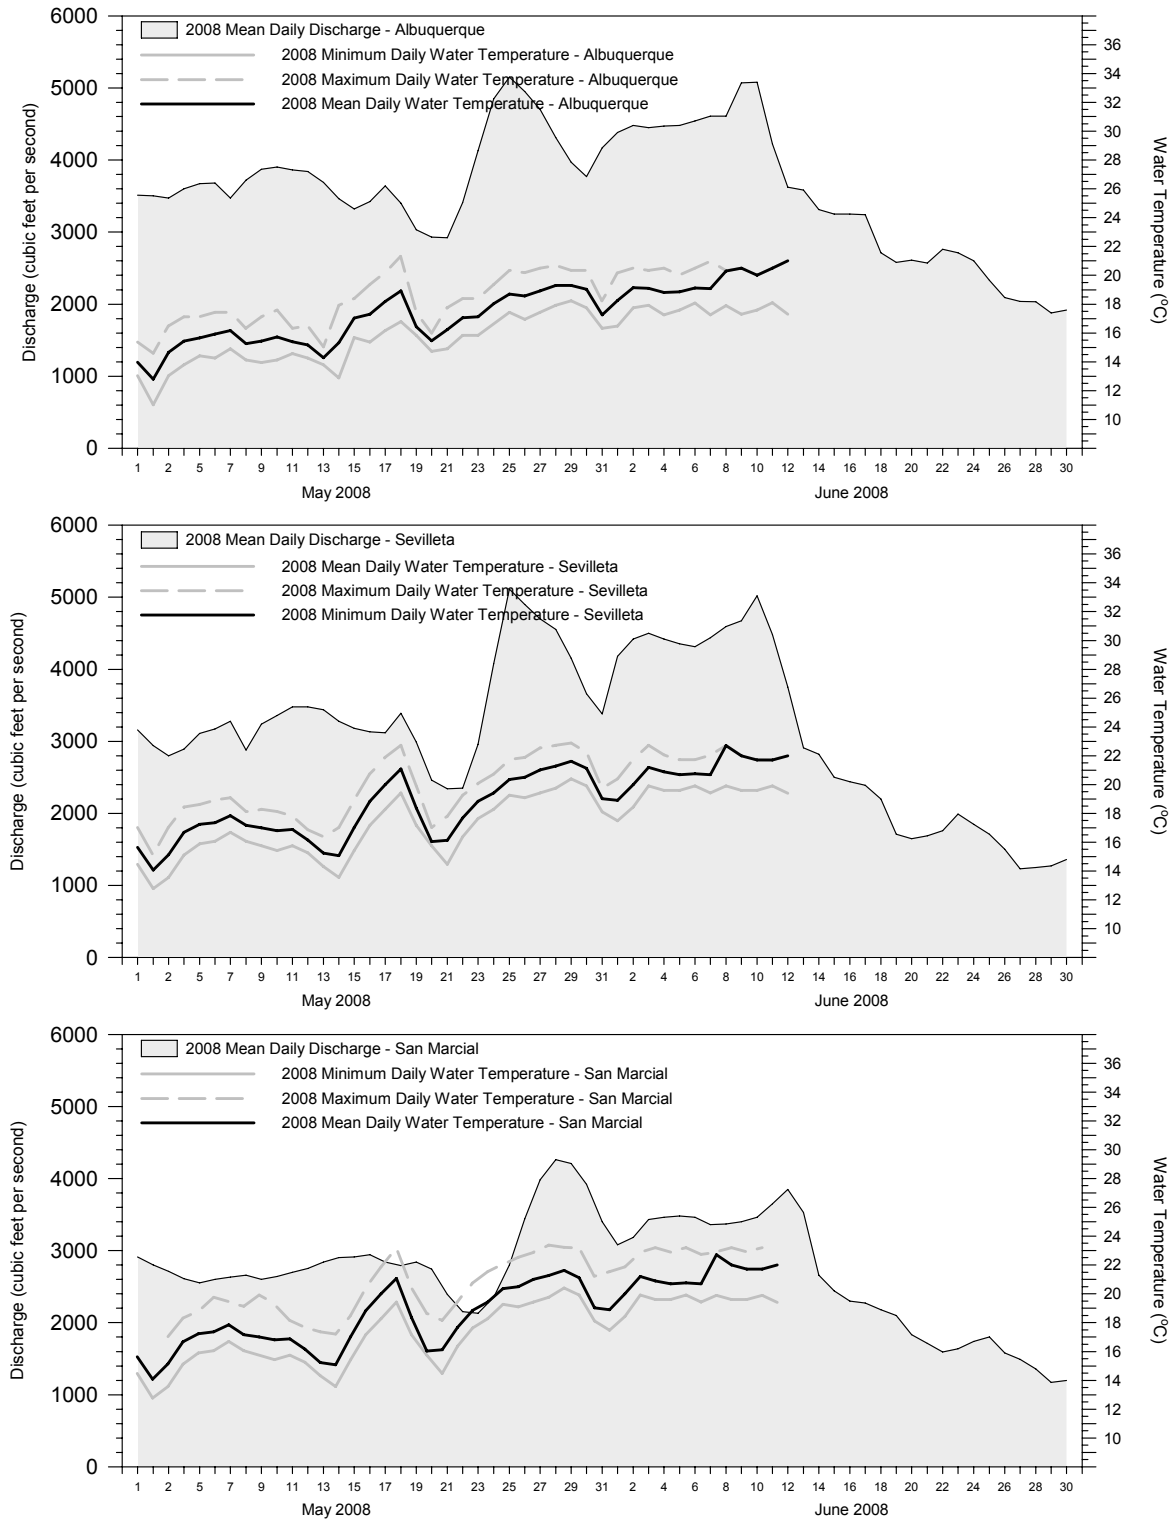 2008 Mean Daily Discharge - Albuquerque
2008 Minimum Daily Water Temperature - Albuquerque
2008 Maximum Daily Water Temperature - Albuquerque
2008 Mean Daily Water Temperature - Albuquerque
Discharge (cubic feet per second)
6000
5000
4000
3000
2000
1000
0
Water Temperature (°C)
36
34
32
30
28
26
24
22
20
18
16
14
12
10
1 2 5 7 9 11 13 15 17 19 21 23 25 27 29 31 2 4 6 8 10 12 14 16 18 20 22 24 26 28 30
May 2008 June 2008
2008 Mean Daily Discharge - Sevilleta
2008 Mean Daily Water Temperature - Sevilleta
2008 Maximum Daily Water Temperature - Sevilleta
2008 Minimum Daily Water Temperature - Sevilleta
Discharge (cubic feet per second)
6000
5000
4000
3000
2000
1000
0
Water Temperature (°C)
36
34
32
30
28
26
24
22
20
18
16
14
12
10
1 2 5 7 9 11 13 15 17 19 21 23 25 27 29 31 2 4 6 8 10 12 14 16 18 20 22 24 26 28 30
May 2008 June 2008
2008 Mean Daily Discharge - San Marcial
2008 Minimum Daily Water Temperature - San Marcial
2008 Maximum Daily Water Temperature - San Marcial
2008 Mean Daily Water Temperature - San Marcial
Discharge (cubic feet per second)
6000
5000
4000
3000
2000
1000
0
Water Temperature (°C)
36
34
32
30
28
26
24
22
20
18
16
14
12
10
1 2 5 7 9 11 13 15 17 19 21 23 25 27 29 31 2 4 6 8 10 12 14 16 18 20 22 24 26 28 30
May 2008 June 2008